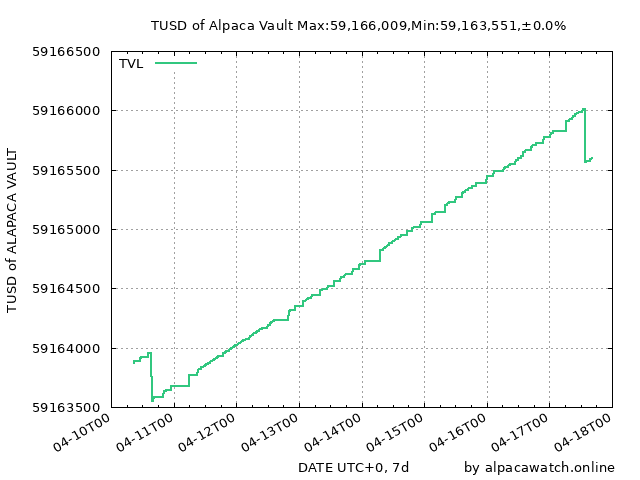 TUSD of Alpaca Vault Max:59,166,009,Min:59,163,551,±0.0%
TVL
59166500
59166000
59165500
59165000
59164500
59164000
59163500
TUSD of ALAPACA VAULT
04-10T00
04-11T00
04-12T00
04-13T00
04-14T00
04-15T00
04-16T00
04-17T00
04-18T00
DATE UTC+0, 7d
by alpacawatch.online